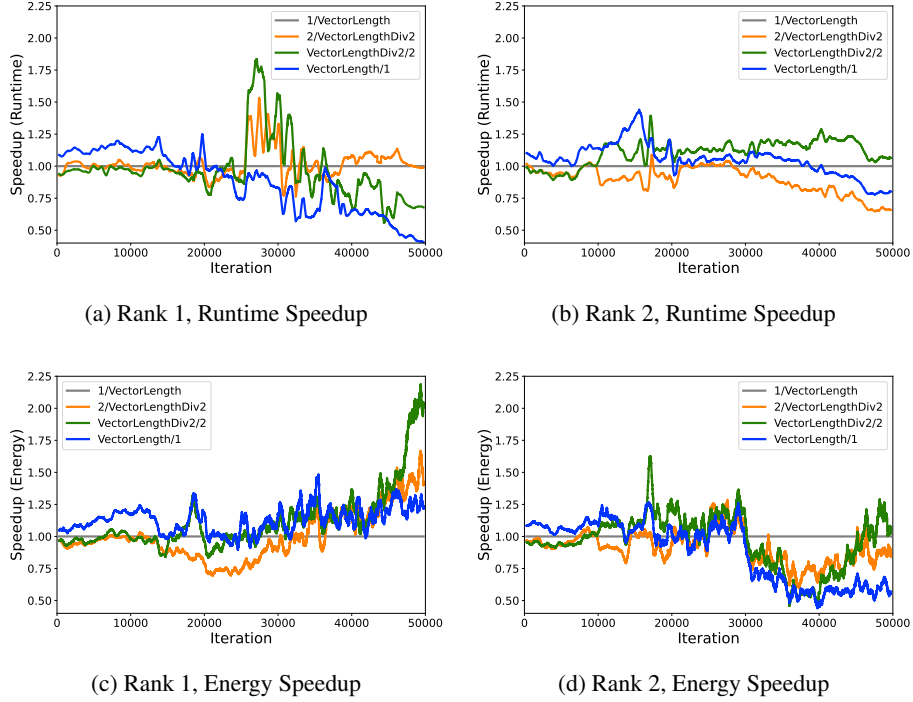 2.25
2.00
1.75
1.50
1.25
1.00
0.75
0.50
Speedup (Runtime)
1/VectorLength
2/VectorLengthDiv2
VectorLengthDiv2/2
VectorLength/1
0 10000 20000 30000 40000 50000
Iteration
(a) Rank 1, Runtime Speedup
2.25
2.00
1.75
1.50
1.25
1.00
0.75
0.50
Speedup (Runtime)
1/VectorLength
2/VectorLengthDiv2
VectorLengthDiv2/2
VectorLength/1
0 10000 20000 30000 40000 50000
Iteration
(b) Rank 2, Runtime Speedup
2.25
2.00
1.75
1.50
1.25
1.00
0.75
0.50
Speedup (Energy)
1/VectorLength
2/VectorLengthDiv2
VectorLengthDiv2/2
VectorLength/1
0 10000 20000 30000 40000 50000
Iteration
(c) Rank 1, Energy Speedup
2.25
2.00
1.75
1.50
1.25
1.00
0.75
0.50
Speedup (Energy)
1/VectorLength
2/VectorLengthDiv2
VectorLengthDiv2/2
VectorLength/1
0 10000 20000 30000 40000 50000
Iteration
(d) Rank 2, Energy Speedup